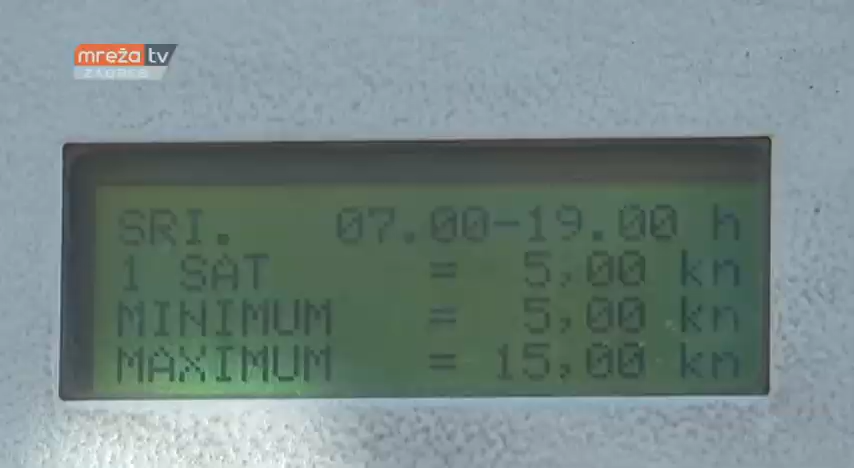 mreža tv
ZAGREB
SRI. 07.00-19.00 h
1 SAT = 5,00 kn
MINIMUM = 5,00 kn
MAXIMUM = 15,00 kn